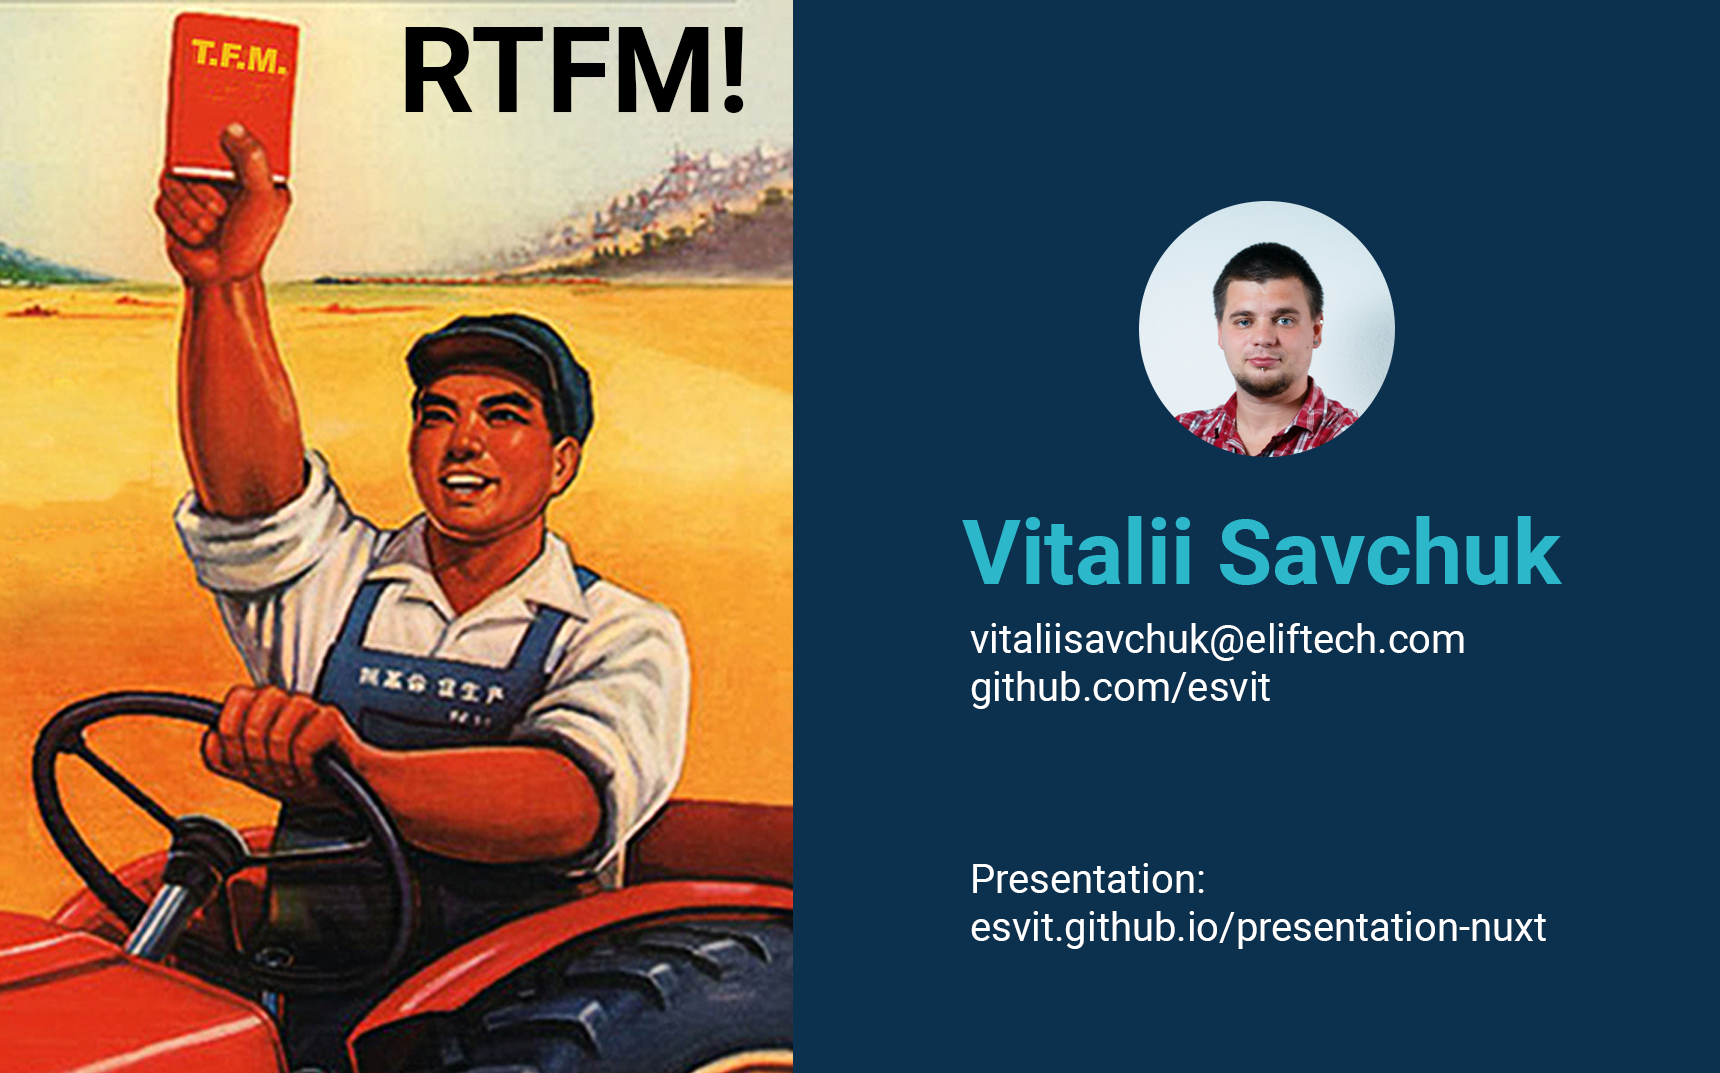 T.F.M.
RTFM!
Vitalii Savchuk
vitaliisavchuk@eliftech.com
github.com/esvit
Presentation:
esvit.github.io/presentation-nuxt